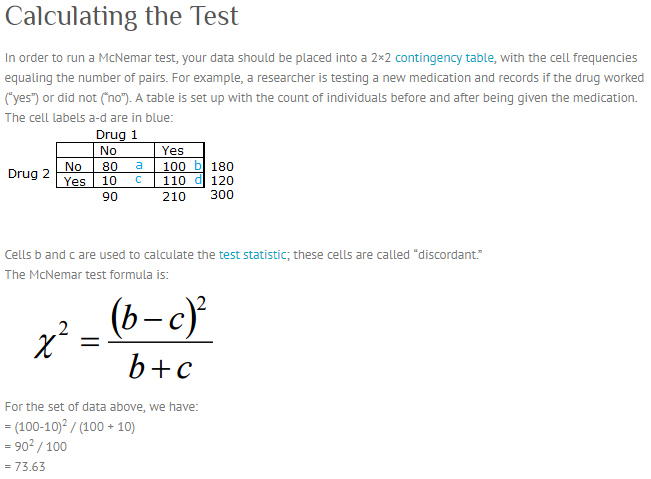 Calculating the Test
In order to run a McNemar test, your data should be placed into a 2×2 contingency table, with the cell frequencies
equaling the number of pairs. For example, a researcher is testing a new medication and records if the drug worked
(“yes”) or did not (“no”). A table is set up with the count of individuals before and after being given the medication.
The cell labels a-d are in blue:
Drug 1
No Yes
Drug 2 No 80 a 100 b 180
Yes 10 c 110 d 120
90 210 300
Cells b and c are used to calculate the test statistic; these cells are called “discordant.”
The McNemar test formula is:
χ² = (b – c)² / b + c
For the set of data above, we have:
= (100-10)² / (100 + 10)
= 90² / 100
= 73.63